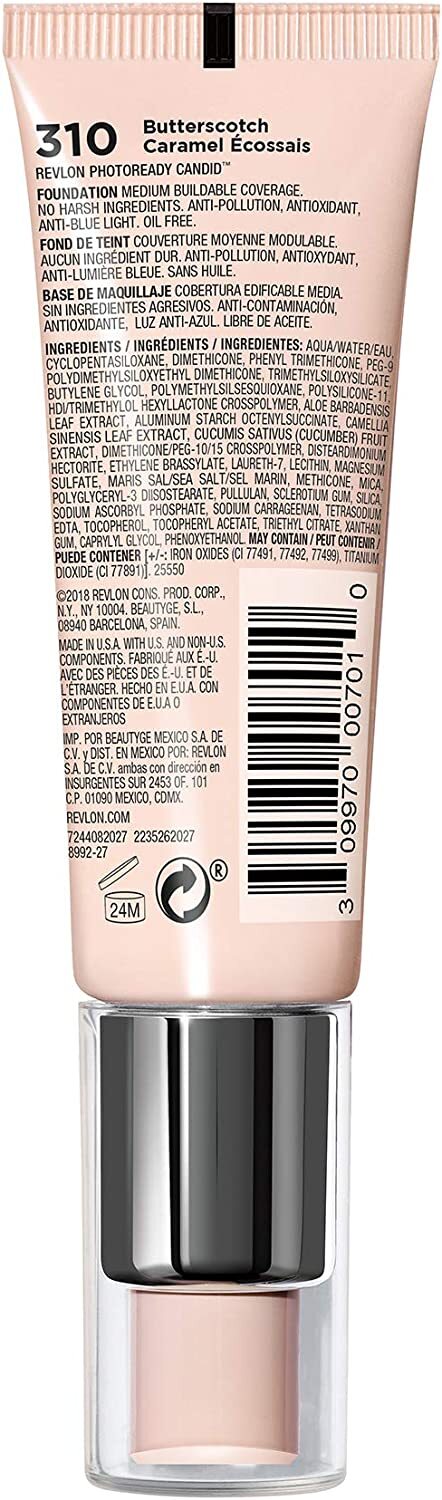 310
Butterscotch
Caramel Écossais
REVLON PHOTOREADY CANDID™
FOUNDATION MEDIUM BUILDABLE COVERAGE.
NO HARSH INGREDIENTS. ANTI-POLLUTION, ANTIOXIDANT,
ANTI-BLUE LIGHT. OIL FREE.
FOND DE TEINT COUVERTURE MOYENNE MODULABLE.
AUCUN INGRÉDIENT DUR. ANTI-POLLUTION, ANTIOXYDANT,
ANTI-LUMIÈRE BLEUE. SANS HUILE.
BASE DE MAQUILLAJE COBERTURA EDIFICABLE MEDIA.
SIN INGREDIENTES AGRESIVOS. ANTI-CONTAMINACIÓN,
ANTIOXIDANTE, LUZ ANTI-AZUL. LIBRE DE ACEITE.
INGREDIENTS / INGRÉDIENTS / INGREDIENTES: AQUA/WATER/EAU,
CYCLOPENTASILOXANE, DIMETHICONE, PHENYL TRIMETHICONE, PEG-9
POLYDIMETHYLSILOXYETHYL DIMETHICONE, TRIMETHYLSILOXYSILICATE,
BUTYLENE GLYCOL, POLYMETHYLSILSESQUIOXANE, POLYSILICONE-11,
HDI/TRIMETHYLOL HEXYLLACTONE CROSSPOLYMER, ALOE BARBADENSIS
LEAF EXTRACT, ALUMINUM STARCH OCTENYLSUCCINATE, CAMELLIA
SINENSIS LEAF EXTRACT, CUCUMIS SATIVUS (CUCUMBER) FRUIT
EXTRACT, DIMETHICONE/PEG-10/15 CROSSPOLYMER, DISTEARDIMONIUM
HECTORITE, ETHYLENE BRASSYLATE, LAURETH-7, LECITHIN, MAGNESIUM
SULFATE, MARIS SAL/SEA SALT/SEL MARIN, METHICONE, MICA,
POLYGLYCERYL-3 DIISOSTEARATE, PULLULAN, SCLEROTIUM GUM, SILICA,
SODIUM ASCORBYL PHOSPHATE, SODIUM CARRAGEENAN, TETRASODIUM
EDTA, TOCOPHEROL, TOCOPHERYL ACETATE, TRIETHYL CITRATE, XANTHAN
GUM, CAPRYLYL GLYCOL, PHENOXYETHANOL. MAY CONTAIN / PEUT CONTENIR /
PUEDE CONTENER [+/-: IRON OXIDES (CI 77491, 77492, 77499), TITANIUM
DIOXIDE (CI 77891)]. 25550
©2018 REVLON CONS. PROD. CORP.,
N.Y., NY 10004. BEAUTYGE, S.L.,
08940 BARCELONA, SPAIN.
MADE IN U.S.A. WITH U.S. AND NON-U.S.
COMPONENTS. FABRIQUÉ AUX É.-U.
AVEC DES PIÈCES DES É.-U. ET DE
L'ÉTRANGER. HECHO EN E.U.A. CON
COMPONENTES DE E.U.A O
EXTRANJEROS
IMP. POR BEAUTYGE MEXICO S.A. DE
C.V. y DIST. EN MEXICO POR: REVLON
S.A. DE C.V. ambas con dirección en
INSURGENTES SUR 2453 OF. 101
C.P. 01090 MEXICO, CDMX.
REVLON.COM
7244082027 2235262027
8992-27
24M
®
3 09970 00701 0